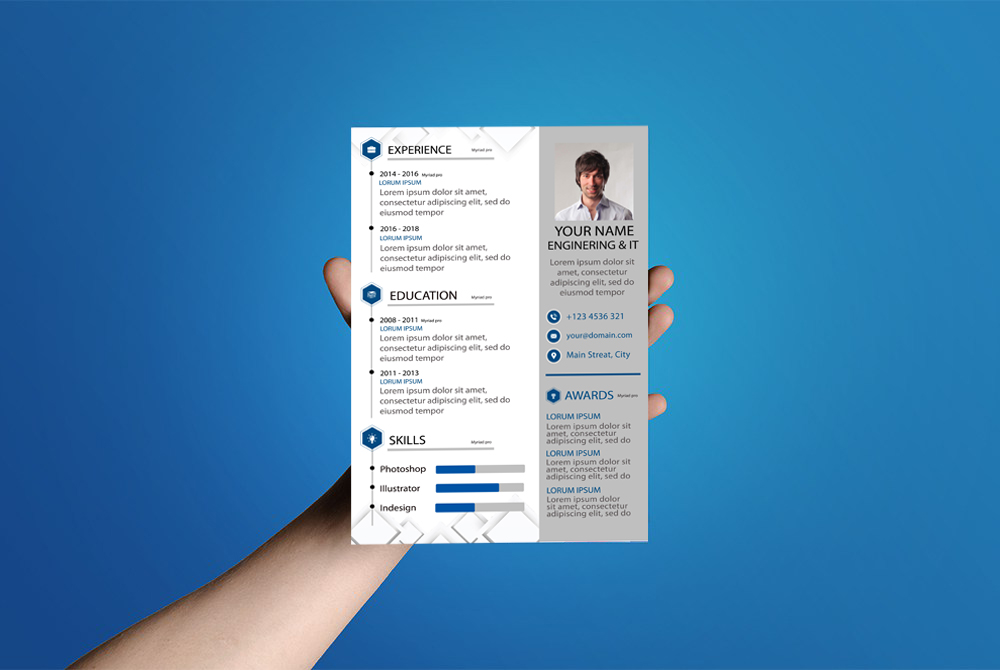 EXPERIENCE
Myriad pro
2014 - 2016 Myriad pro
LORUM IPSUM
Lorem ipsum dolor sit amet,
consectetur adipiscing elit, sed do
eiusmod tempor
2016 - 2018
LORUM IPSUM
Lorem ipsum dolor sit amet,
consectetur adipiscing elit, sed do
eiusmod tempor
EDUCATION
Myriad pro
2008 - 2011 Myriad pro
LORUM IPSUM
Lorem ipsum dolor sit amet,
consectetur adipiscing elit, sed do
eiusmod tempor
2011 - 2013
LORUM IPSUM
Lorem ipsum dolor sit amet,
consectetur adipiscing elit, sed do
eiusmod tempor
SKILLS
Myriad pro
Photoshop
Illustrator
Indesign
YOUR NAME
ENGINERING & IT
Lorem ipsum dolor sit
amet, consectetur
adipiscing elit, sed do
eiusmod tempor
+123 4536 321
your@domain.com
Main Streat, City
AWARDS Myriad pro
LORUM IPSUM
Lorem ipsum dolor sit
amet, consectetur
adipiscing elit, sed do
LORUM IPSUM
Lorem ipsum dolor sit
amet, consectetur
adipiscing elit, sed do
LORUM IPSUM
Lorem ipsum dolor
sit amet, consectetur
adipiscing elit, sed do